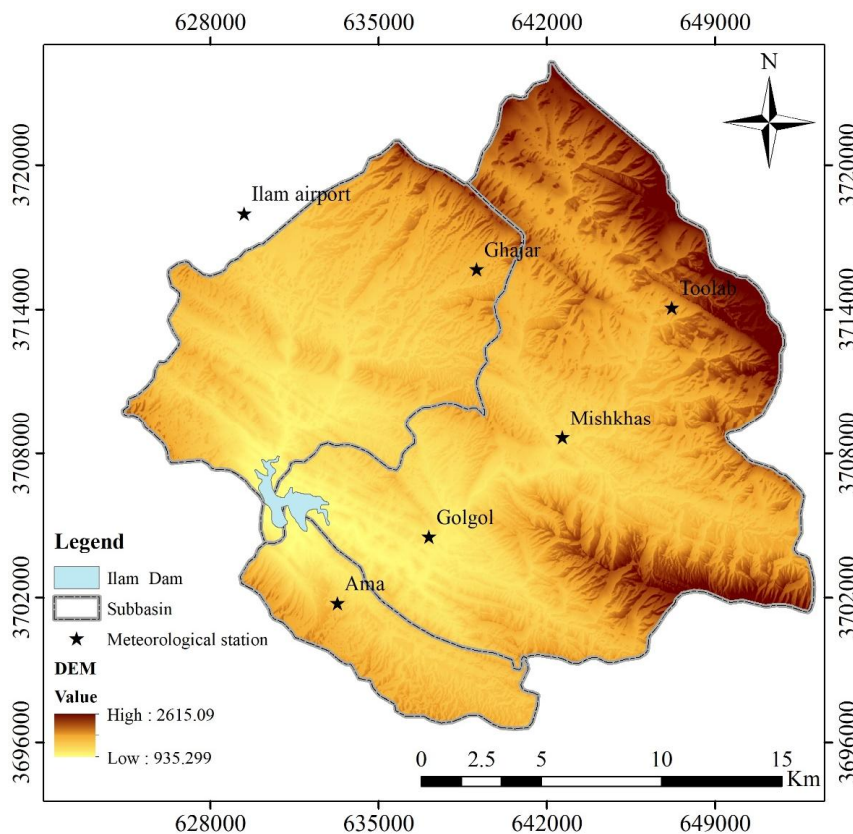 628000 635000 642000 649000
N
3720000 3720000
Ilam airport
Ghajar
Toolab
3714000 3714000
Mishkhas
3708000 3708000
Golgol
Legend
Ilam Dam
Ama
3702000 3702000
Subbasin
Meteorological station
DEM
Value
High : 2615.09
Low : 935.299
3696000 3696000
0 2.5 5 10 15
Km
628000 635000 642000 649000